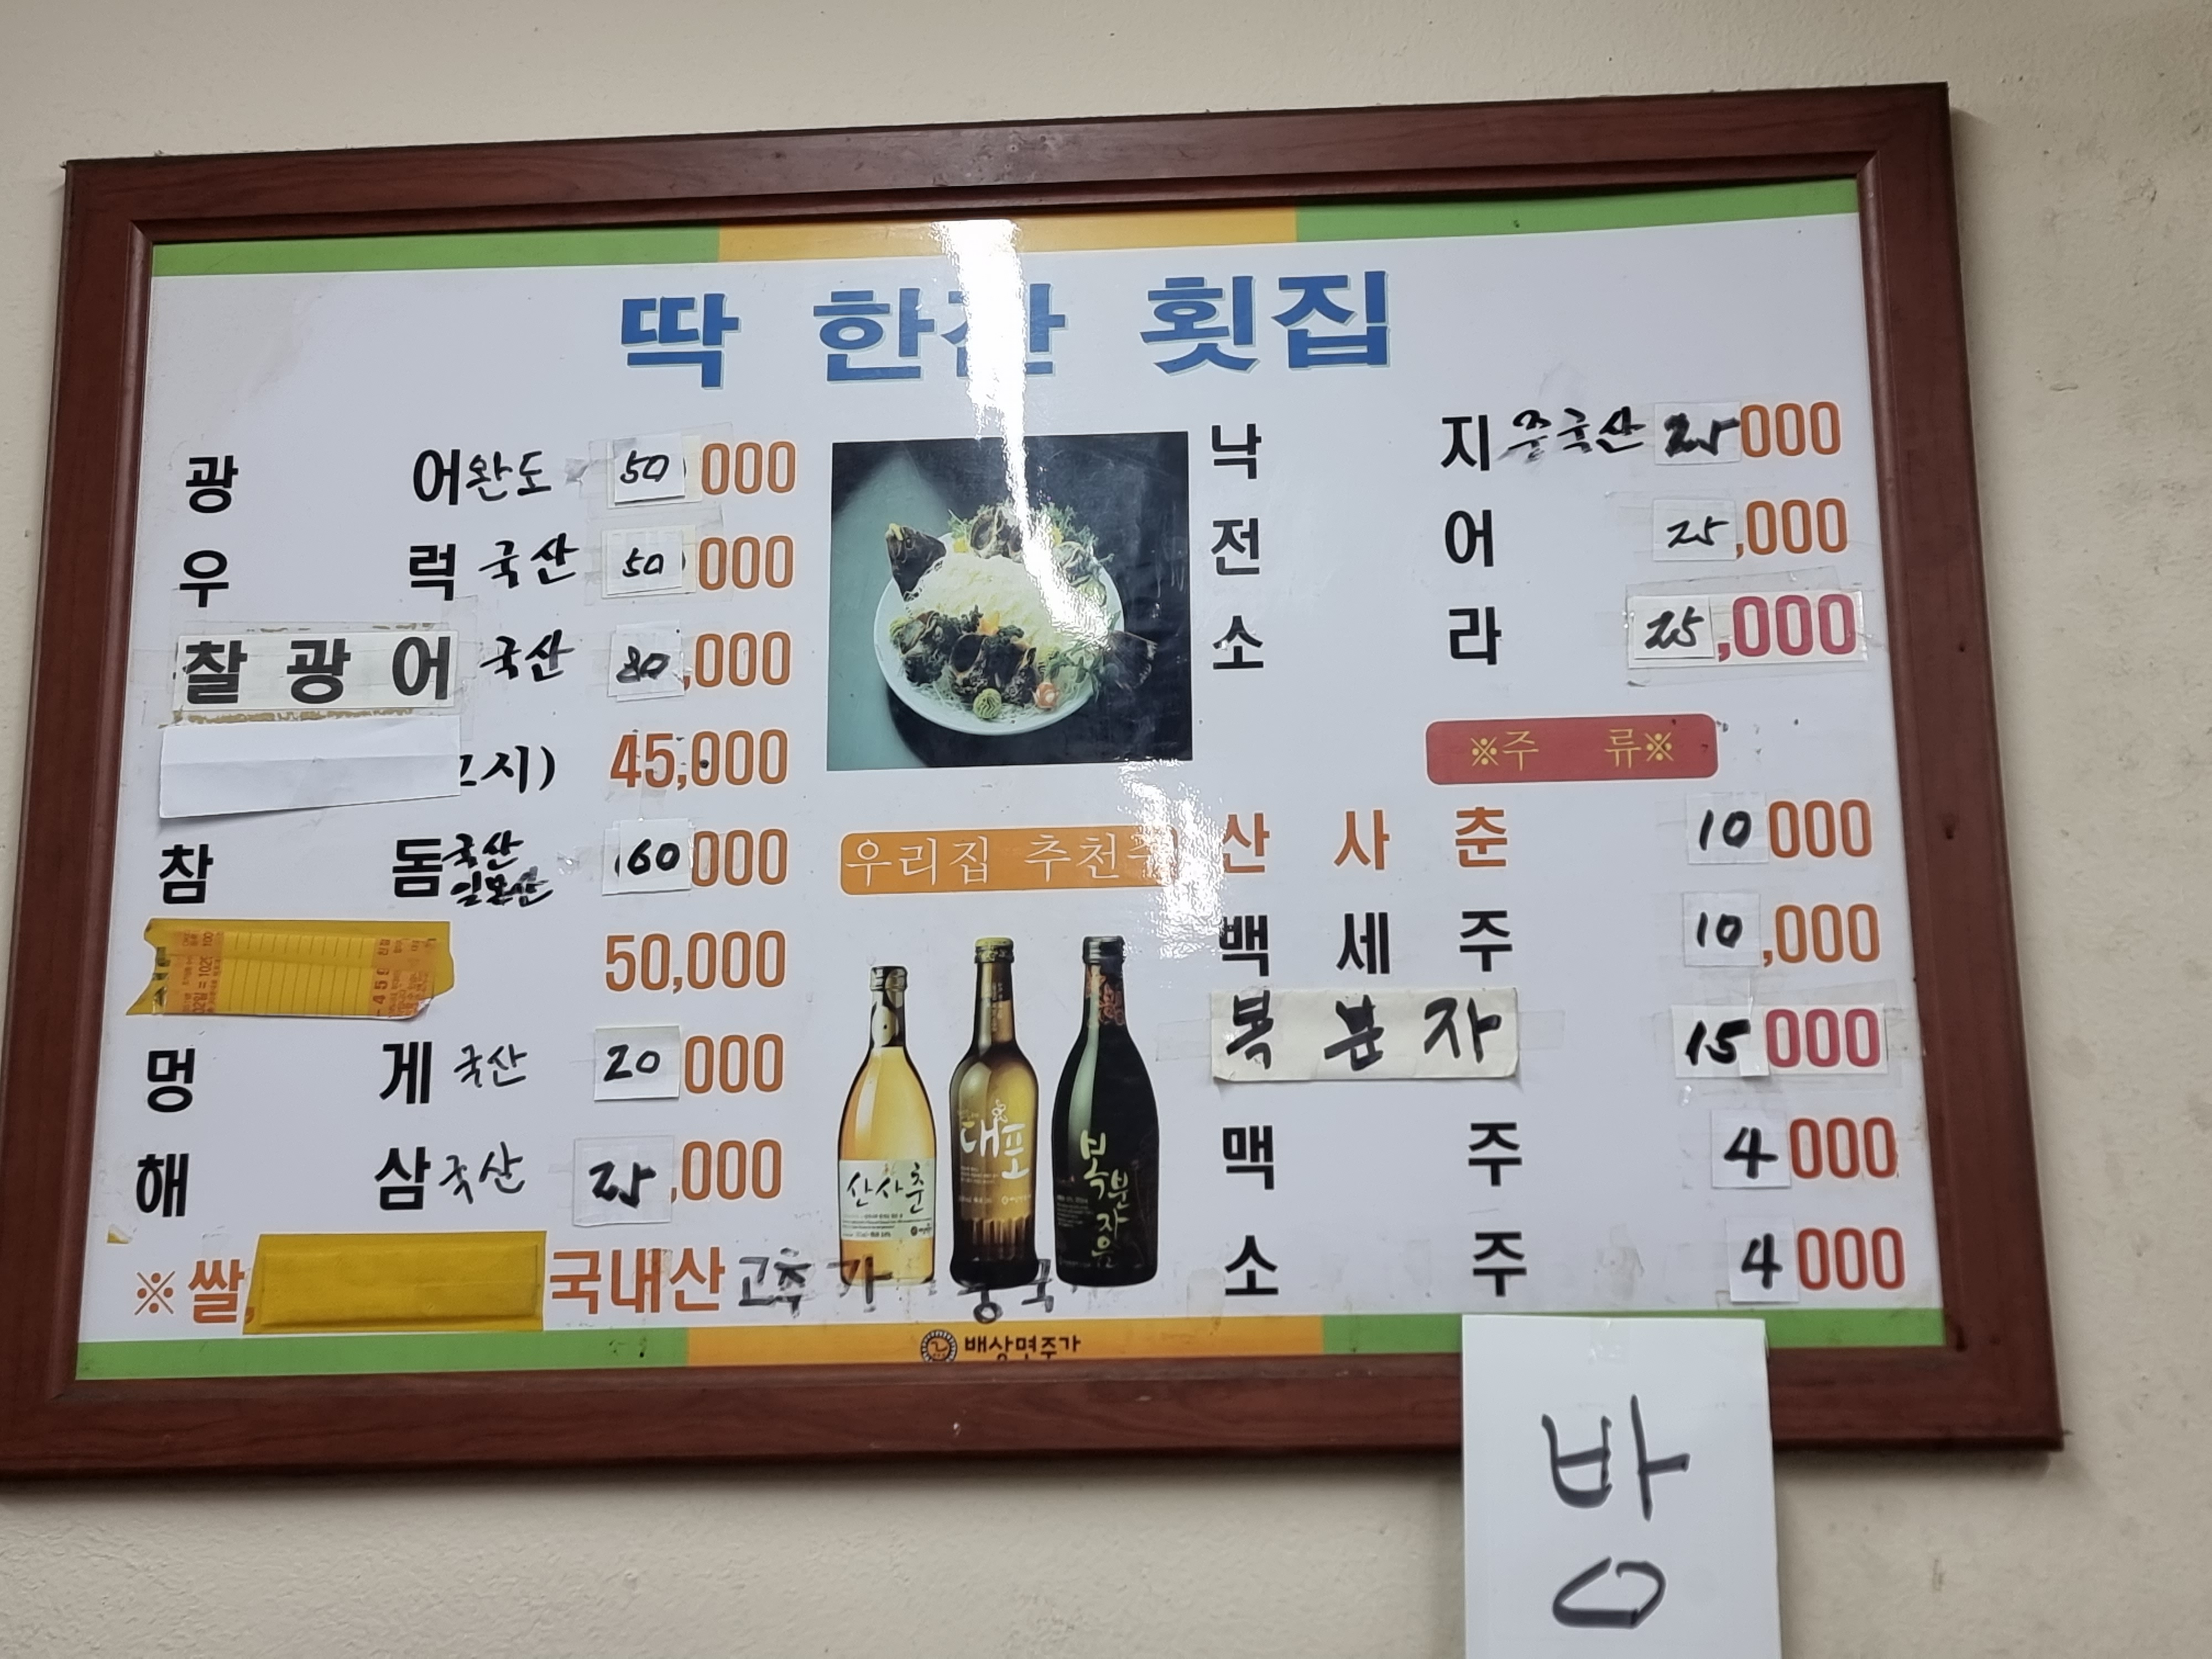 딱 한잔 횟집
광 어 완도 50,000
우 럭 국산 50,000
찰 광 어 국산 80,000
고시) 45,000
참 돔 국산 일본산 160,000
50,000
멍 게 국산 20,000
해 삼 국산 25,000
※쌀, 국내산 고추가 중국
우리집 추천주
산사춘
대포
복분자음
배상면주가
낙 지 중국산 25,000
전 어 25,000
소 라 25,000
※주 류※
산 사 춘 10,000
백 세 주 10,000
복 분 자 15,000
맥 주 4,000
소 주 4,000
방